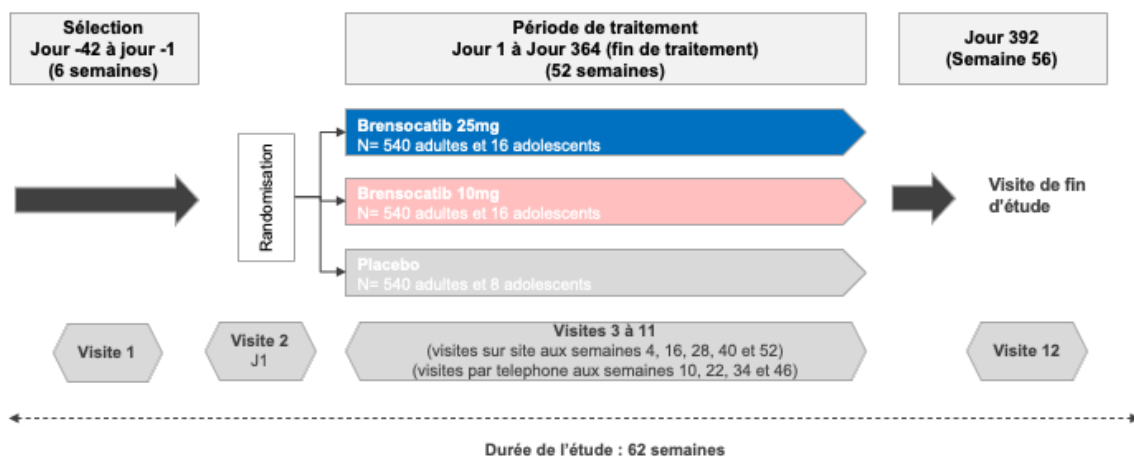 Sélection
Jour -42 à jour -1
(6 semaines)
Période de traitement
Jour 1 à Jour 364 (fin de traitement)
(52 semaines)
Jour 392
(Semaine 56)
Randomisation
Brensocatib 25mg
N= 540 adultes et 16 adolescents
Brensocatib 10mg
N= 540 adultes et 16 adolescents
Placebo
N= 540 adultes et 8 adolescents
Visite de fin
d'étude
Visite 1
Visite 2
J1
Visites 3 à 11
(visites sur site aux semaines 4, 16, 28, 40 et 52)
(visites par telephone aux semaines 10, 22, 34 et 46)
Visite 12
Durée de l'étude : 62 semaines